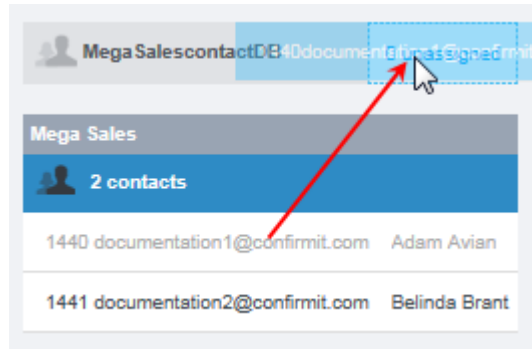 MegaSalescontactDB
Mega Sales
2 contacts
1440 documentation1@confirmit.com Adam Avian
1441 documentation2@confirmit.com Belinda Brant